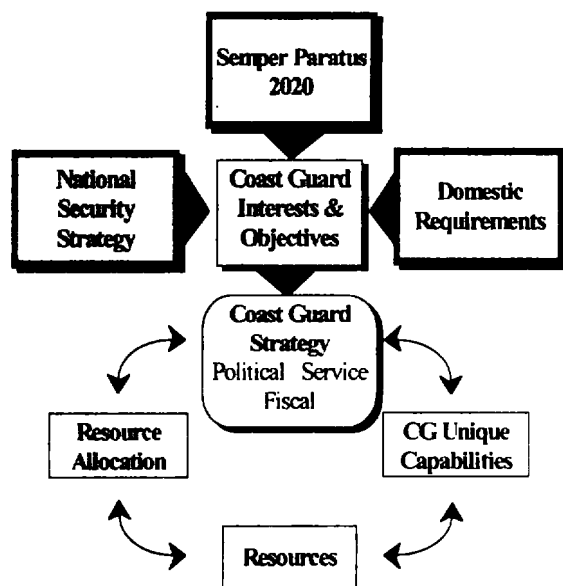 Semper Paratus
2020
National
Security
Strategy
Coast Guard
Interests &
Objectives
Domestic
Requirements
Coast Guard
Strategy
Political Service
Fiscal
Resource
Allocation
CG Unique
Capabilities
Resources